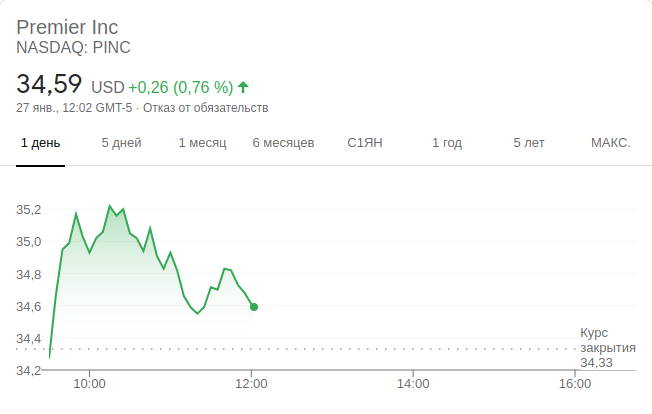 Premier Inc
NASDAQ: PINC
34,59 USD +0,26 (0,76 %)
27 янв., 12:02 GMT-5 · Отказ от обязательств
1 день 5 дней 1 месяц 6 месяцев С1ЯН 1 год 5 лет МАКС.
35,2
35,0
34,8
34,6
34,4
34,2
Курс
закрытия
34,33
10:00 12:00 14:00 16:00